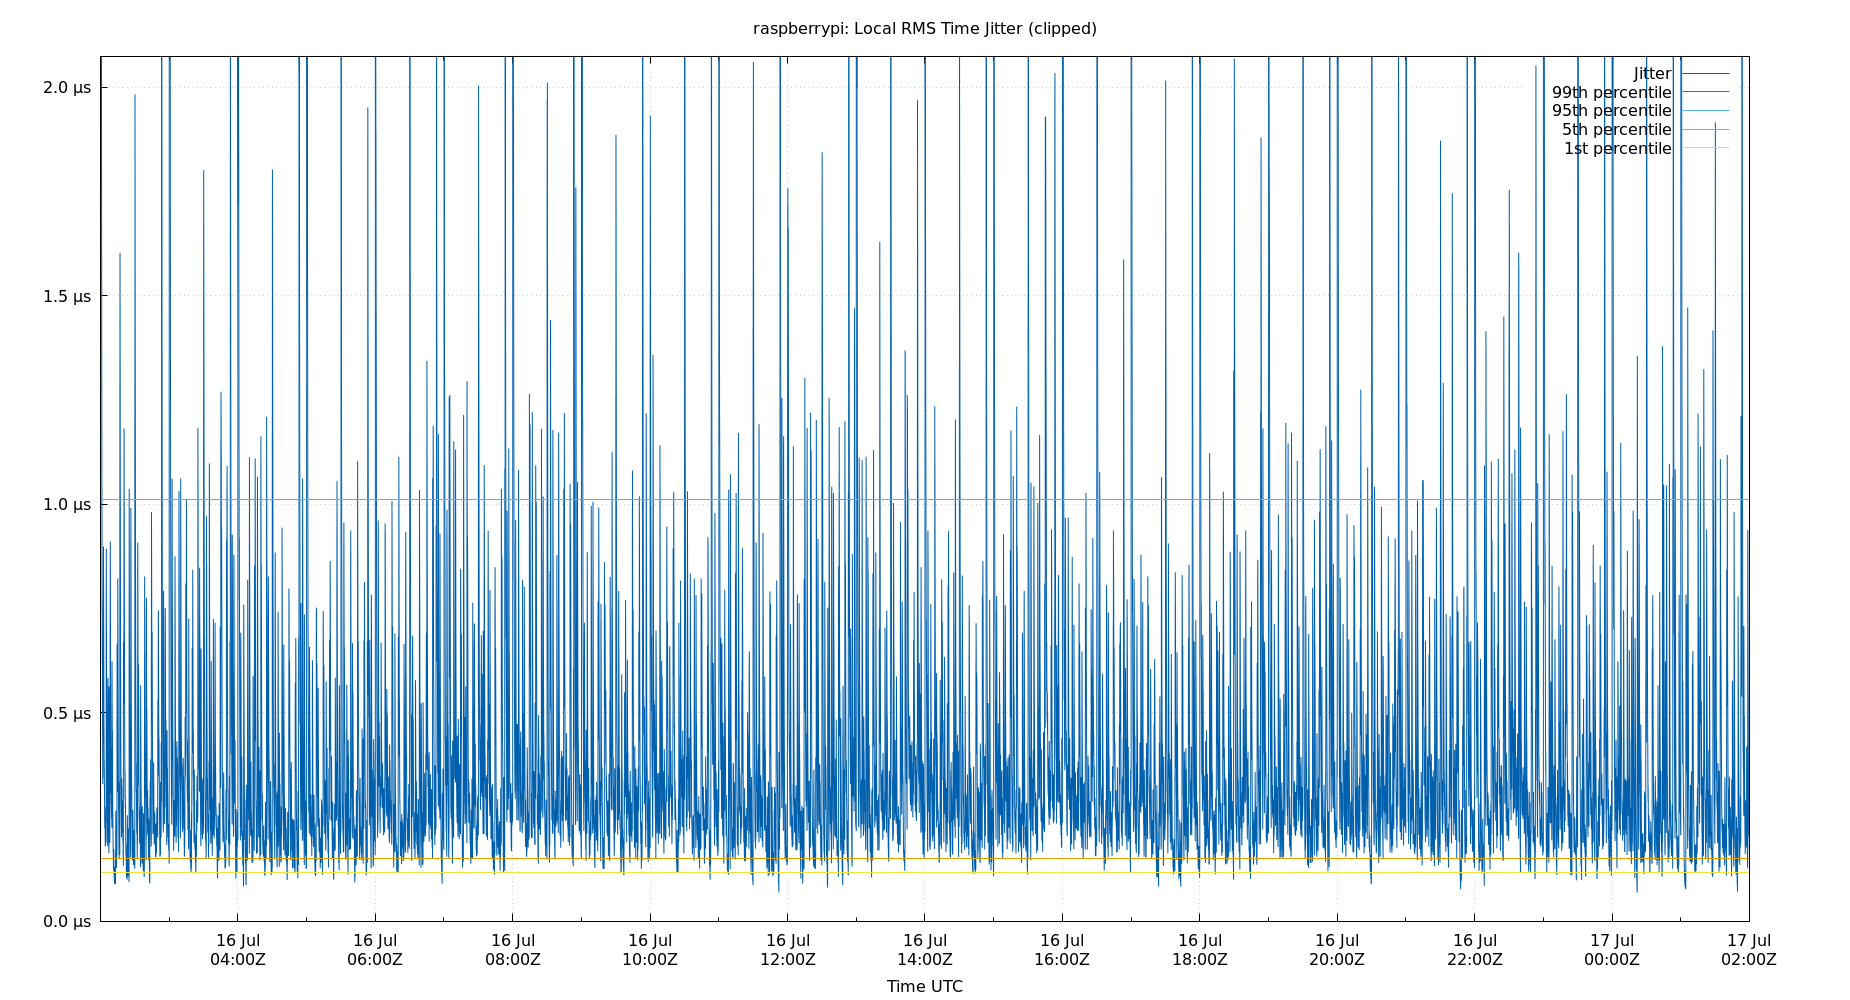 raspberrypi: Local RMS Time Jitter (clipped)
Jitter
99th percentile
95th percentile
5th percentile
1st percentile
2.0 µs
1.5 µs
1.0 µs
0.5 µs
0.0 µs
16 Jul 16 Jul 16 Jul 16 Jul 16 Jul 16 Jul 16 Jul 16 Jul 16 Jul 16 Jul 17 Jul 17 Jul
04:00Z 06:00Z 08:00Z 10:00Z 12:00Z 14:00Z 16:00Z 18:00Z 20:00Z 22:00Z 00:00Z 02:00Z
Time UTC